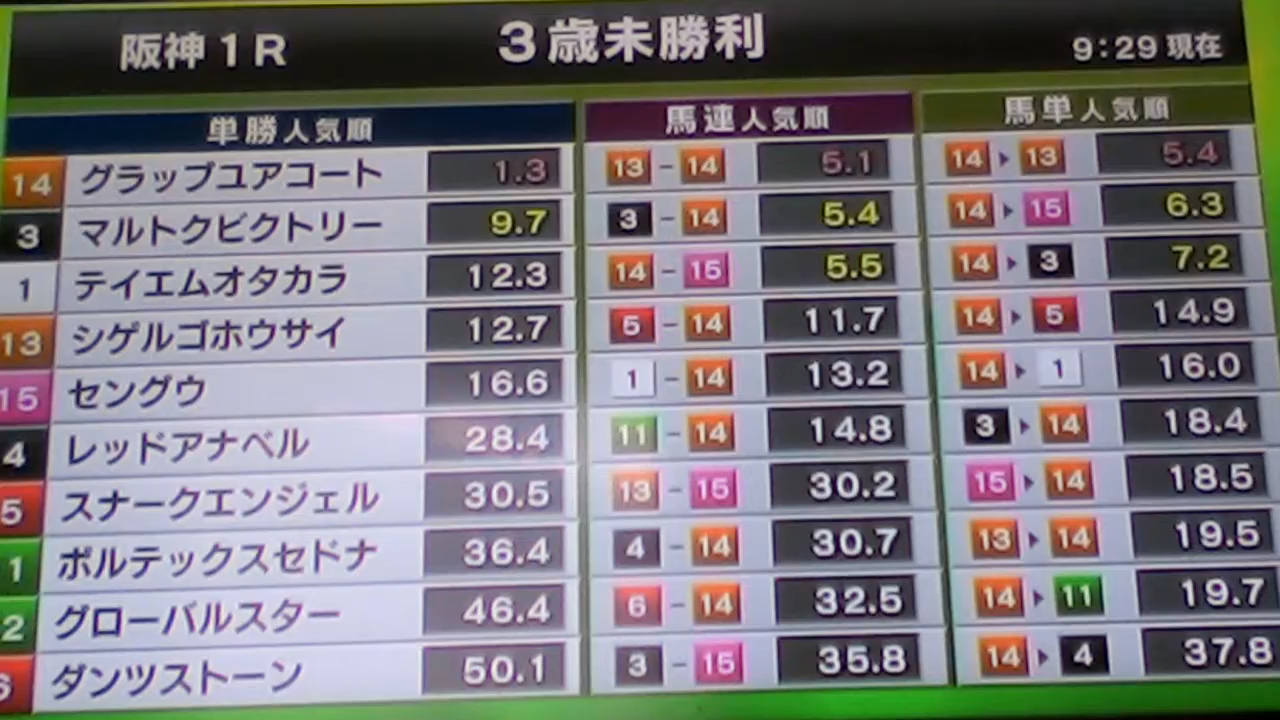 阪神1R 3歳未勝利 9:29現在
単勝人気順 馬連人気順 馬単人気順
14 グラップユアコート 1.3 13-14 5.1 14▶13 5.4
3 マルトクビクトリー 9.7 3-14 5.4 14▶15 6.3
1 テイエムオタカラ 12.3 14-15 5.5 14▶3 7.2
13 シゲルゴホウサイ 12.7 5-14 11.7 14▶5 14.9
15 セングウ 16.6 1-14 13.2 14▶1 16.0
4 レッドアナベル 28.4 11-14 14.8 3▶14 18.4
5 スナークエンジェル 30.5 13-15 30.2 15▶14 18.5
1 ボルテックスセドナ 36.4 4-14 30.7 13▶14 19.5
2 グローバルスター 46.4 6-14 32.5 14▶11 19.7
6 ダンツストーン 50.1 3-15 35.8 14▶4 37.8